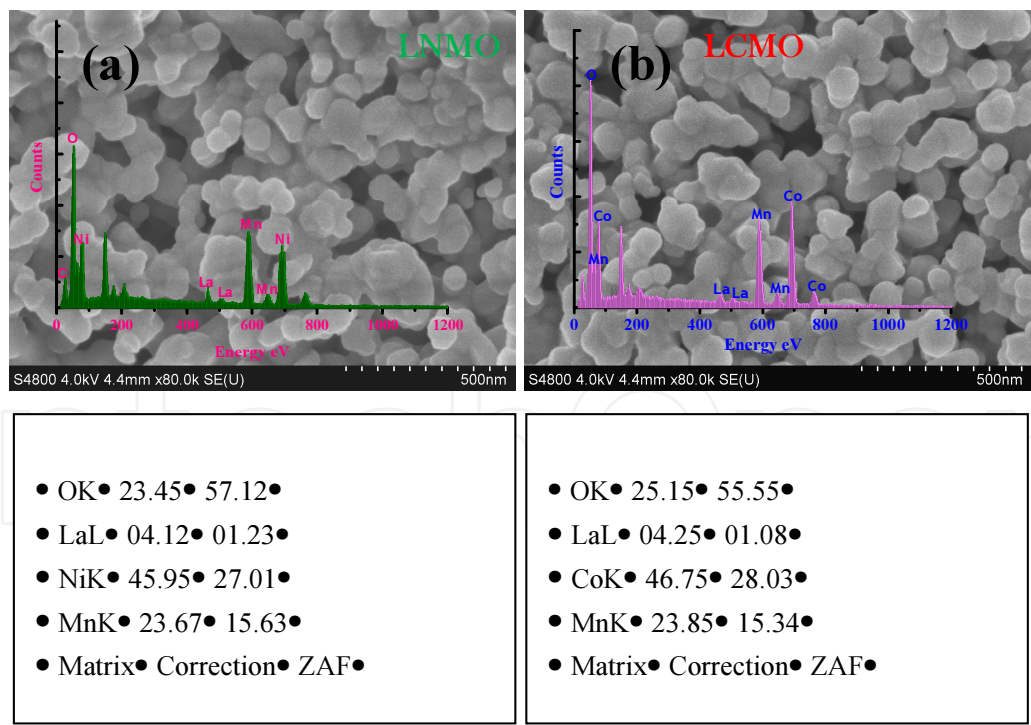 (a)
LNMO
Counts
O
Ni
C
La
La
Mn
Mn
Ni
0 200 400 600 800 1000 1200
Energy eV
S4800 4.0kV 4.4mm x80.0k SE(U) 500nm
(b)
LCMO
Counts
O
Co
Mn
La
La
Mn
Mn
Co
Co
0 200 400 600 800 1000 1200
Energy eV
S4800 4.0kV 4.4mm x80.0k SE(U) 500nm
• OK• 23.45• 57.12•
• LaL• 04.12• 01.23•
• NiK• 45.95• 27.01•
• MnK• 23.67• 15.63•
• Matrix• Correction• ZAF•
• OK• 25.15• 55.55•
• LaL• 04.25• 01.08•
• CoK• 46.75• 28.03•
• MnK• 23.85• 15.34•
• Matrix• Correction• ZAF•